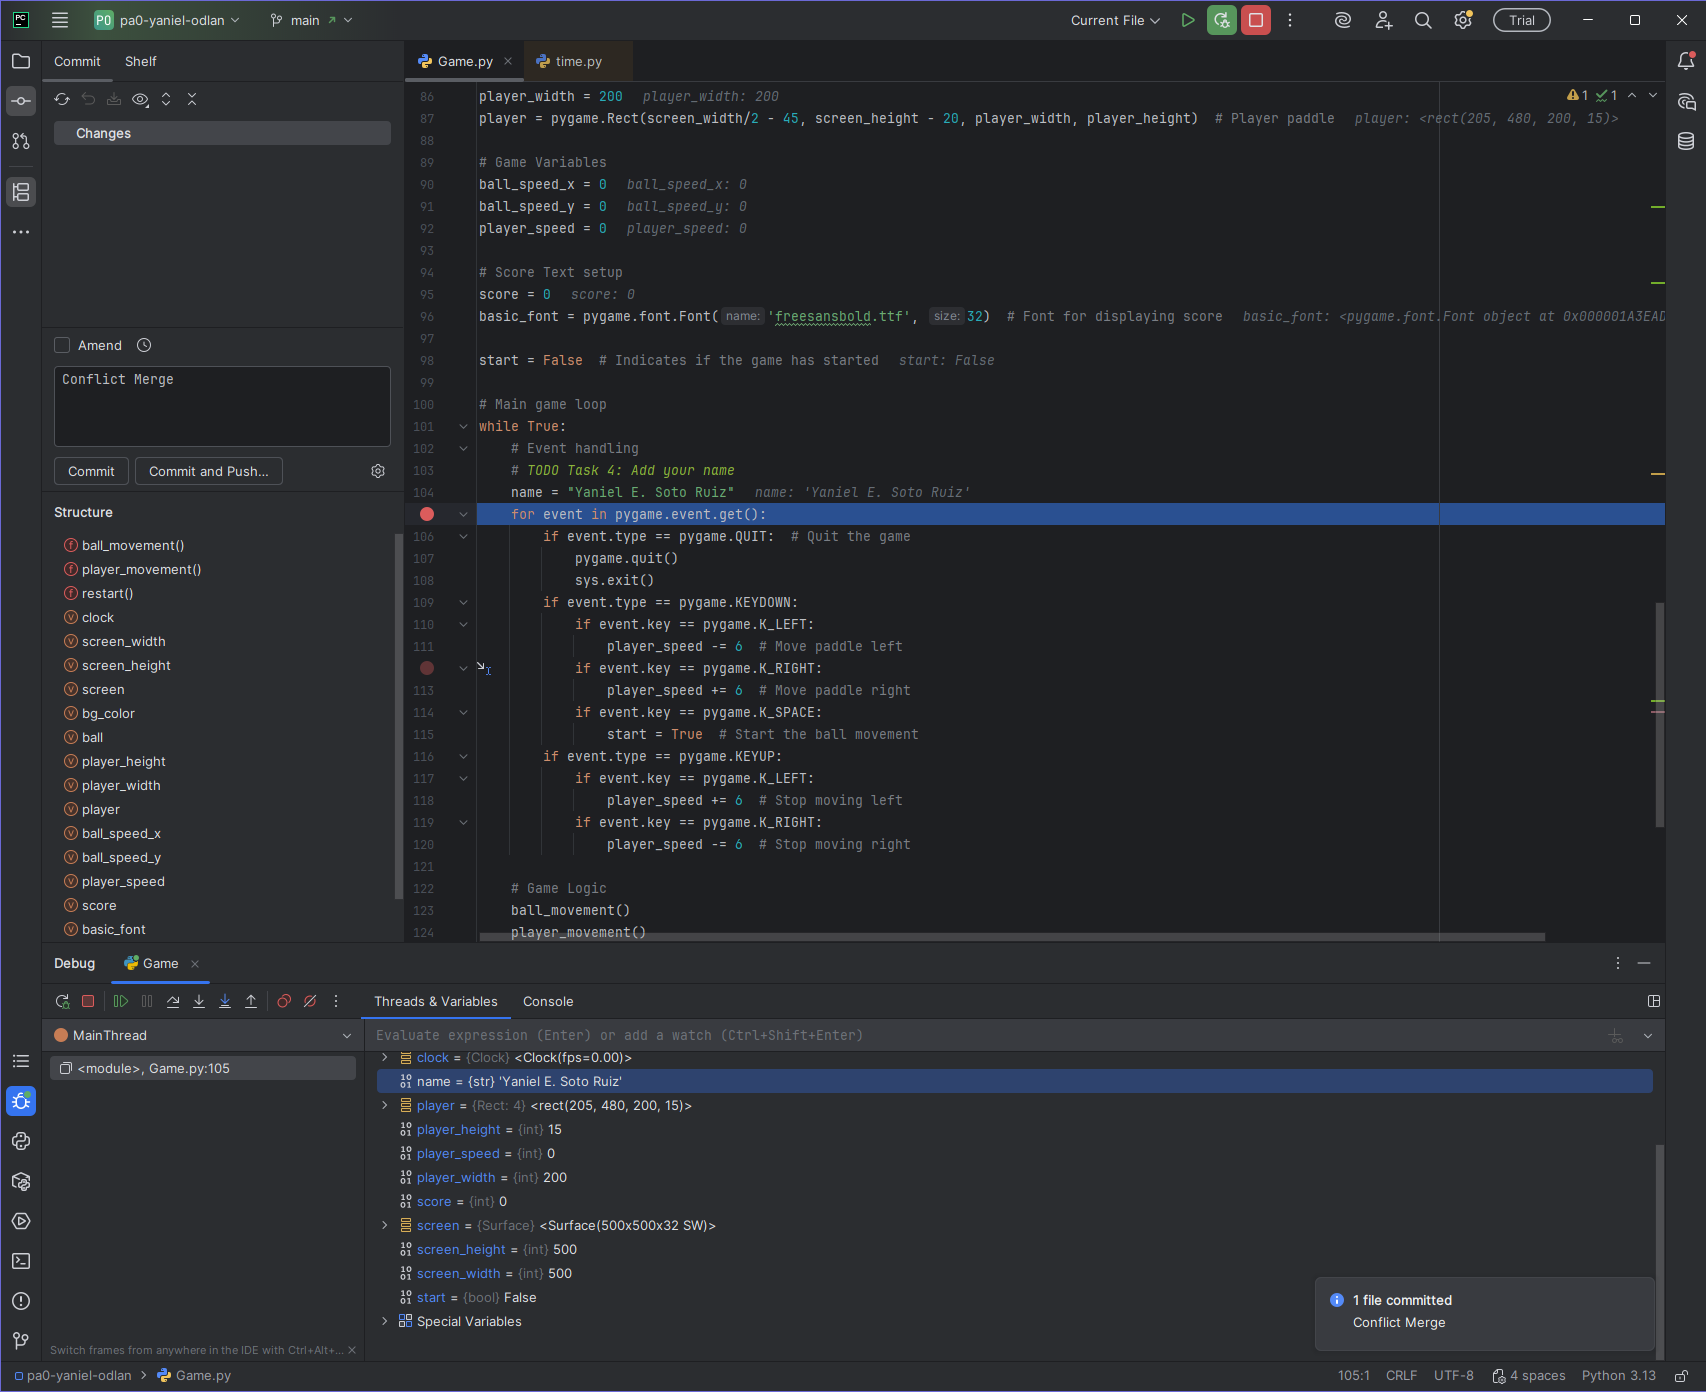 PC
PO pa0-yaniel-odlan
main
Current File
Trial
Commit
Shelf
Changes
Amend
Conflict Merge
Commit
Commit and Push...
Structure
ball_movement()
player_movement()
restart()
clock
screen_width
screen_height
screen
bg_color
ball
player_height
player_width
player
ball_speed_x
ball_speed_y
player_speed
score
basic_font
Game.py
time.py
1 1
86 player_width = 200 player_width: 200
87 player = pygame.Rect(screen_width/2 - 45, screen_height - 20, player_width, player_height) # Player paddle player: <rect(205, 480, 200, 15)>
88
89 # Game Variables
90 ball_speed_x = 0 ball_speed_x: 0
91 ball_speed_y = 0 ball_speed_y: 0
92 player_speed = 0 player_speed: 0
93
94 # Score Text setup
95 score = 0 score: 0
96 basic_font = pygame.font.Font( name: 'freesansbold.ttf', size: 32) # Font for displaying score basic_font: <pygame.font.Font object at 0x000001A3EAD
97
98 start = False # Indicates if the game has started start: False
99
100 # Main game loop
101 while True:
102 # Event handling
103 # TODO Task 4: Add your name
104 name = "Yaniel E. Soto Ruiz" name: 'Yaniel E. Soto Ruiz'
for event in pygame.event.get():
106 if event.type == pygame.QUIT: # Quit the game
107 pygame.quit()
108 sys.exit()
109 if event.type == pygame.KEYDOWN:
110 if event.key == pygame.K_LEFT:
111 player_speed -= 6 # Move paddle left
if event.key == pygame.K_RIGHT:
113 player_speed += 6 # Move paddle right
114 if event.key == pygame.K_SPACE:
115 start = True # Start the ball movement
116 if event.type == pygame.KEYUP:
117 if event.key == pygame.K_LEFT:
118 player_speed += 6 # Stop moving left
119 if event.key == pygame.K_RIGHT:
120 player_speed -= 6 # Stop moving right
121
122 # Game Logic
123 ball_movement()
124 player_movement()
Debug
Game
Threads & Variables
Console
MainThread
<module>, Game.py:105
Evaluate expression (Enter) or add a watch (Ctrl+Shift+Enter)
clock = {Clock} <Clock(fps=0.00)>
name = {str} 'Yaniel E. Soto Ruiz'
player = {Rect: 4} <rect(205, 480, 200, 15)>
player_height = {int} 15
player_speed = {int} 0
player_width = {int} 200
score = {int} 0
screen = {Surface} <Surface(500x500x32 SW)>
screen_height = {int} 500
screen_width = {int} 500
start = {bool} False
Special Variables
1 file committed
Conflict Merge
Switch frames from anywhere in the IDE with Ctrl+Alt+...
pa0-yaniel-odlan
Game.py
105:1
CRLF
UTF-8
4 spaces
Python 3.13